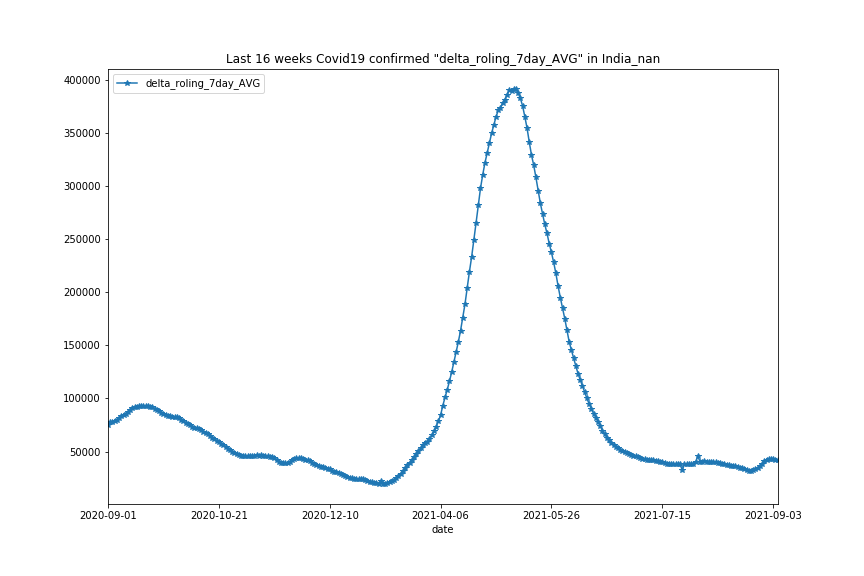 Last 16 weeks Covid19 confirmed "delta_roling_7day_AVG" in India_nan
delta_roling_7day_AVG
400000
350000
300000
250000
200000
150000
100000
50000
2020-09-01 2020-10-21 2020-12-10 2021-04-06 2021-05-26 2021-07-15 2021-09-03
date